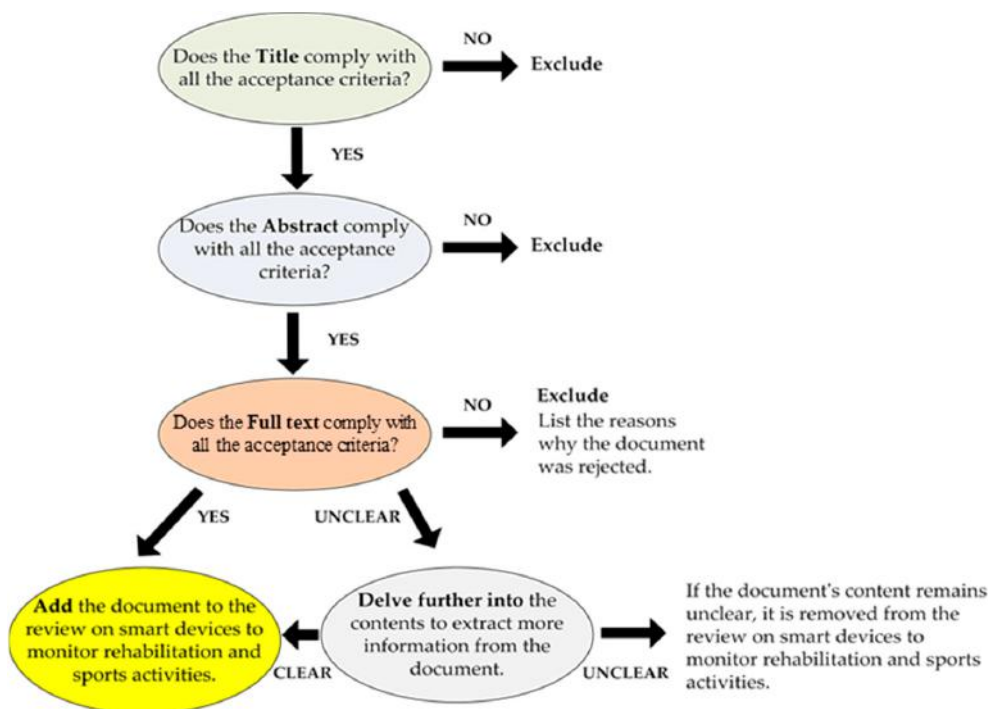 Does the Title comply with
all the acceptance criteria?
NO
Exclude
YES
Does the Abstract comply
with all the acceptance
criteria?
NO
Exclude
YES
Does the Full text comply with
all the acceptance criteria?
NO
Exclude
List the reasons
why the document
was rejected.
YES
UNCLEAR
Add the document to the
review on smart devices to
monitor rehabilitation and
sports activities.
CLEAR
Delve further into the
contents to extract more
information from the
document.
UNCLEAR
If the document's content remains
unclear, it is removed from the
review on smart devices to
monitor rehabilitation and sports
activities.